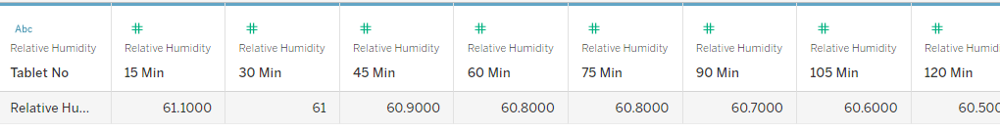 Abc # # # # # # # #
Relative Humidity Relative Humidity Relative Humidity Relative Humidity Relative Humidity Relative Humidity Relative Humidity Relative Humidity Relative Humid
Tablet No 15 Min 30 Min 45 Min 60 Min 75 Min 90 Min 105 Min 120 Min
Relative Hu... 61.1000 61 60.9000 60.8000 60.8000 60.7000 60.6000 60.500